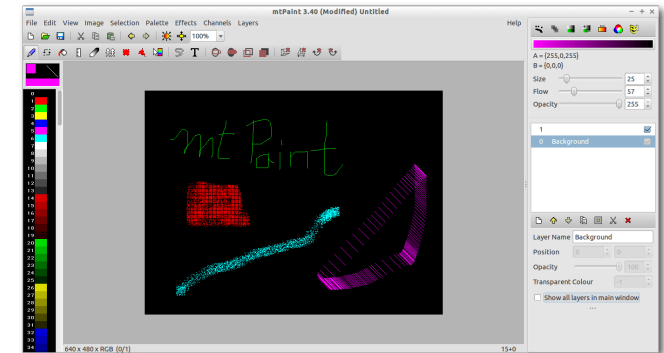 mtPaint 3.40 (Modified) Untitled
File Edit View Image Selection Palette Effects Channels Layers Help
100%
A = {255,0,255}
B = {0,0,0}
Size 25
Flow 57
Opacity 255
1
0 Background
Layer Name Background
Position 0 0
Opacity 100
Transparent Colour -1
Show all layers in main window
mt Paint
0
1
2
3
4
5
6
7
8
9
10
11
12
13
14
15
16
17
18
19
20
21
22
23
24
25
26
27
28
29
30
31
32
33
34
640 x 480 x RGB (0/1) 15+0